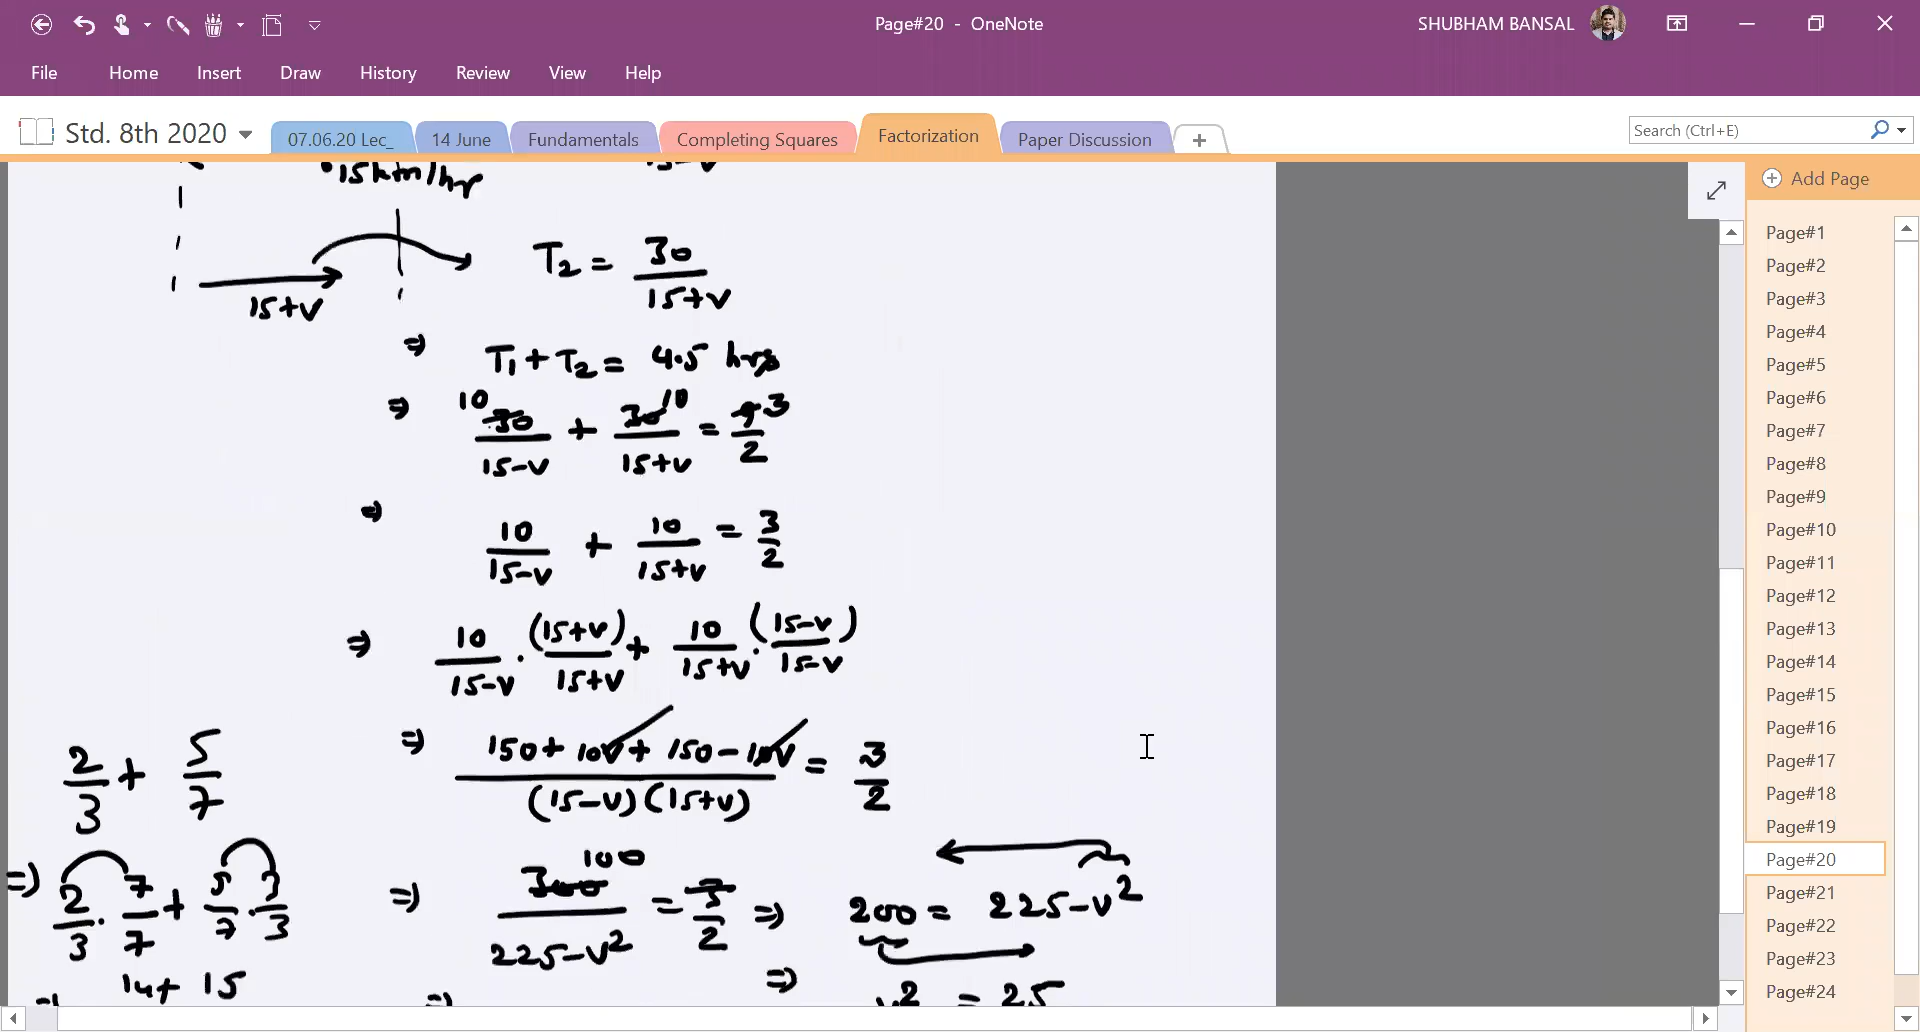 Page#20 - OneNote
SHUBHAM BANSAL
File Home Insert Draw History Review View Help
Std. 8th 2020
07.06.20 Lec_
14 June
Fundamentals
Completing Squares
Factorization
Paper Discussion
+
Search (Ctrl+E)
Add Page
Page#1
Page#2
Page#3
Page#4
Page#5
Page#6
Page#7
Page#8
Page#9
Page#10
Page#11
Page#12
Page#13
Page#14
Page#15
Page#16
Page#17
Page#18
Page#19
Page#20
Page#21
Page#22
Page#23
Page#24
15km/hr
15-v
15+v
T₂ = 30/(15+v)
⇒ T₁ + T₂ = 4.5 hrs
⇒ 10 30/(15-v) + 30 10/(15+v) = 9 3/2
⇒ 10/(15-v) + 10/(15+v) = 3/2
⇒ 10/(15-v) · (15+v)/(15+v) + 10/(15+v) · (15-v)/(15-v)
⇒ (150 + 10v + 150 - 10v)/((15-v)(15+v)) = 3/2
⇒ 300 100/(225-v²) = 3/2 ⇒ 200 = 225-v²
⇒ v² = 25
2/3 + 5/7
⇒ 2/3 · 7/7 + 5/7 · 3/3
14+ 15